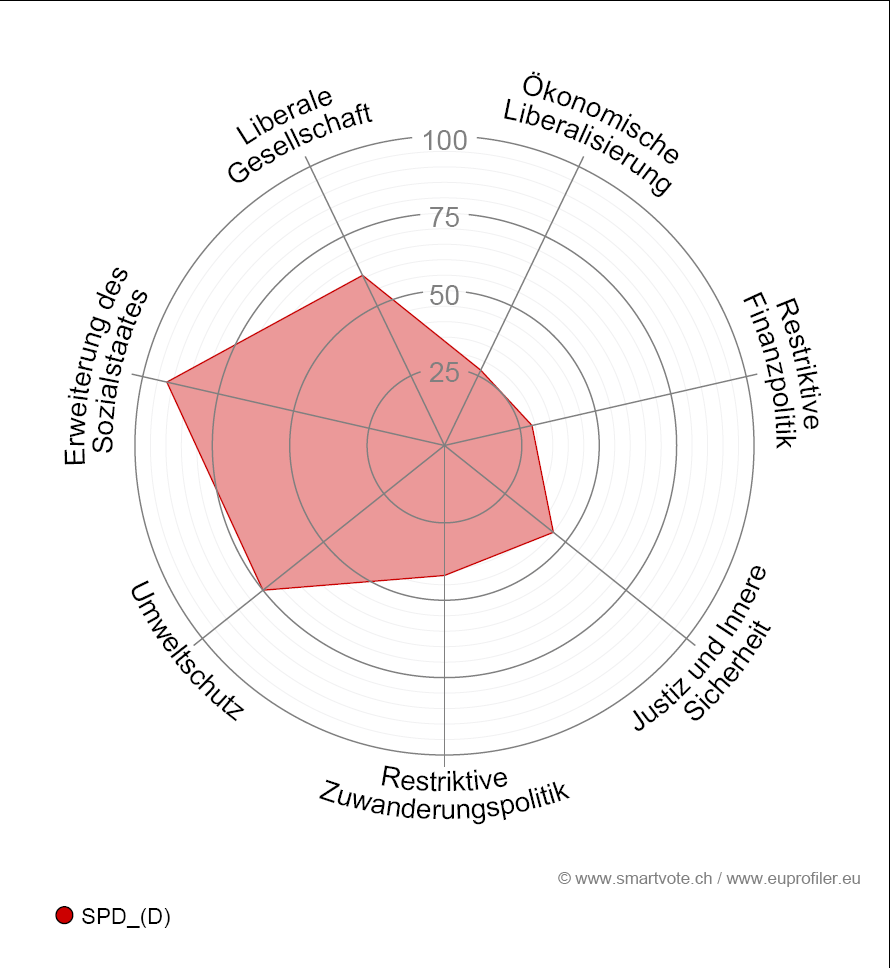 Liberale
Gesellschaft
Ökonomische
Liberalisierung
100
75
50
25
Restriktive
Finanzpolitik
Erweiterung des
Sozialstaates
Umweltschutz
Justiz und Innere
Sicherheit
Restriktive
Zuwanderungspolitik
© www.smartvote.ch / www.euprofiler.eu
SPD_(D)